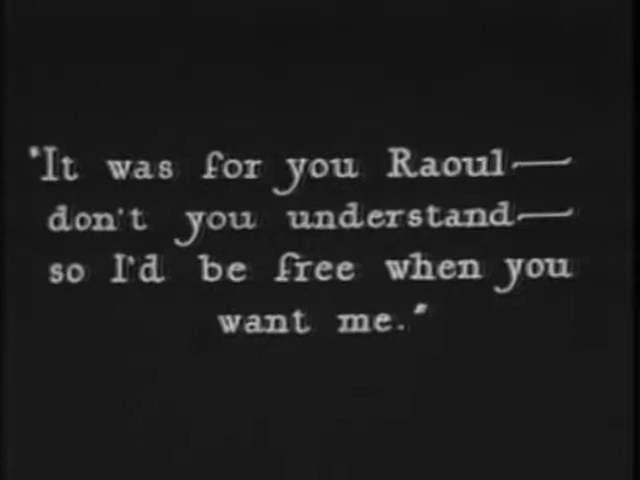 "It was for you Raoul—
don't you understand—
so I'd be free when you
want me."